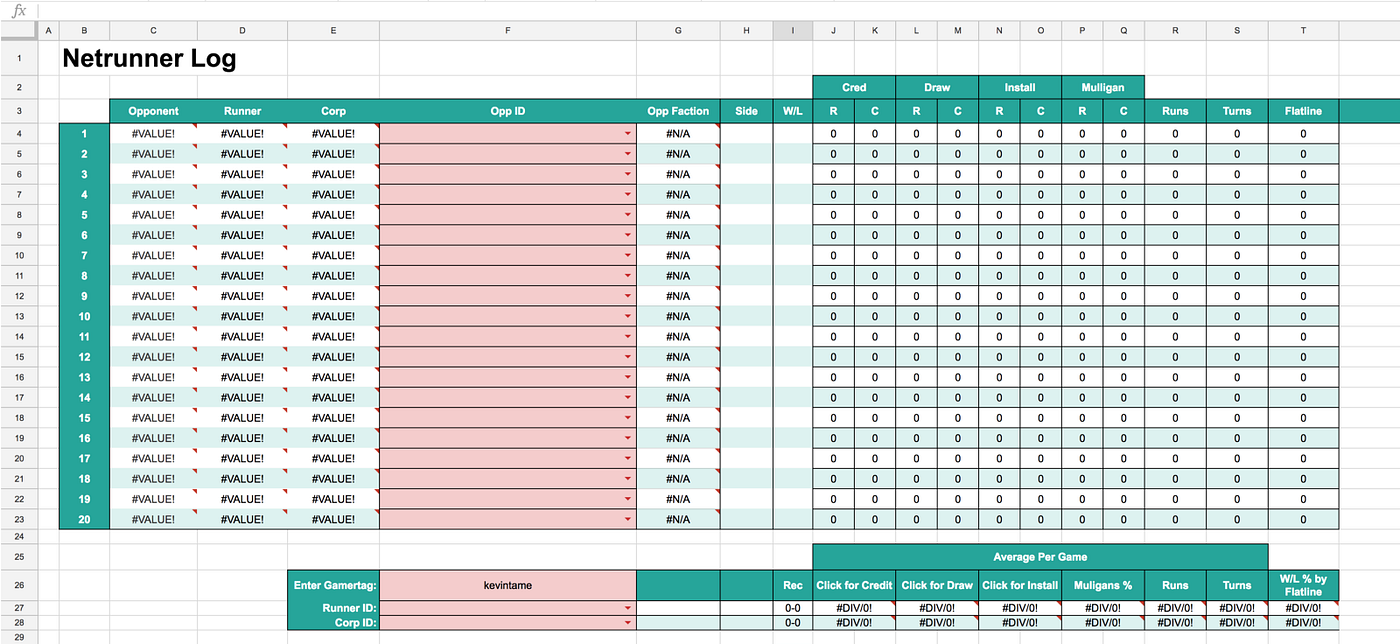 fx
A B C D E F G H I J K L M N O P Q R S T
1 Netrunner Log
2 Cred Draw Install Mulligan
3 Opponent Runner Corp Opp ID Opp Faction Side W/L R C R C R C R C Runs Turns Flatline
4 1 #VALUE! #VALUE! #VALUE! #N/A 0 0 0 0 0 0 0 0 0 0 0
5 2 #VALUE! #VALUE! #VALUE! #N/A 0 0 0 0 0 0 0 0 0 0 0
6 3 #VALUE! #VALUE! #VALUE! #N/A 0 0 0 0 0 0 0 0 0 0 0
7 4 #VALUE! #VALUE! #VALUE! #N/A 0 0 0 0 0 0 0 0 0 0 0
8 5 #VALUE! #VALUE! #VALUE! #N/A 0 0 0 0 0 0 0 0 0 0 0
9 6 #VALUE! #VALUE! #VALUE! #N/A 0 0 0 0 0 0 0 0 0 0 0
10 7 #VALUE! #VALUE! #VALUE! #N/A 0 0 0 0 0 0 0 0 0 0 0
11 8 #VALUE! #VALUE! #VALUE! #N/A 0 0 0 0 0 0 0 0 0 0 0
12 9 #VALUE! #VALUE! #VALUE! #N/A 0 0 0 0 0 0 0 0 0 0 0
13 10 #VALUE! #VALUE! #VALUE! #N/A 0 0 0 0 0 0 0 0 0 0 0
14 11 #VALUE! #VALUE! #VALUE! #N/A 0 0 0 0 0 0 0 0 0 0 0
15 12 #VALUE! #VALUE! #VALUE! #N/A 0 0 0 0 0 0 0 0 0 0 0
16 13 #VALUE! #VALUE! #VALUE! #N/A 0 0 0 0 0 0 0 0 0 0 0
17 14 #VALUE! #VALUE! #VALUE! #N/A 0 0 0 0 0 0 0 0 0 0 0
18 15 #VALUE! #VALUE! #VALUE! #N/A 0 0 0 0 0 0 0 0 0 0 0
19 16 #VALUE! #VALUE! #VALUE! #N/A 0 0 0 0 0 0 0 0 0 0 0
20 17 #VALUE! #VALUE! #VALUE! #N/A 0 0 0 0 0 0 0 0 0 0 0
21 18 #VALUE! #VALUE! #VALUE! #N/A 0 0 0 0 0 0 0 0 0 0 0
22 19 #VALUE! #VALUE! #VALUE! #N/A 0 0 0 0 0 0 0 0 0 0 0
23 20 #VALUE! #VALUE! #VALUE! #N/A 0 0 0 0 0 0 0 0 0 0 0
24
25 Average Per Game
26 Enter Gamertag: kevintame Rec Click for Credit Click for Draw Click for Install Muligans % Runs Turns W/L % by Flatline
27 Runner ID: 0-0 #DIV/0! #DIV/0! #DIV/0! #DIV/0! #DIV/0! #DIV/0! #DIV/0!
28 Corp ID: 0-0 #DIV/0! #DIV/0! #DIV/0! #DIV/0! #DIV/0! #DIV/0! #DIV/0!
29